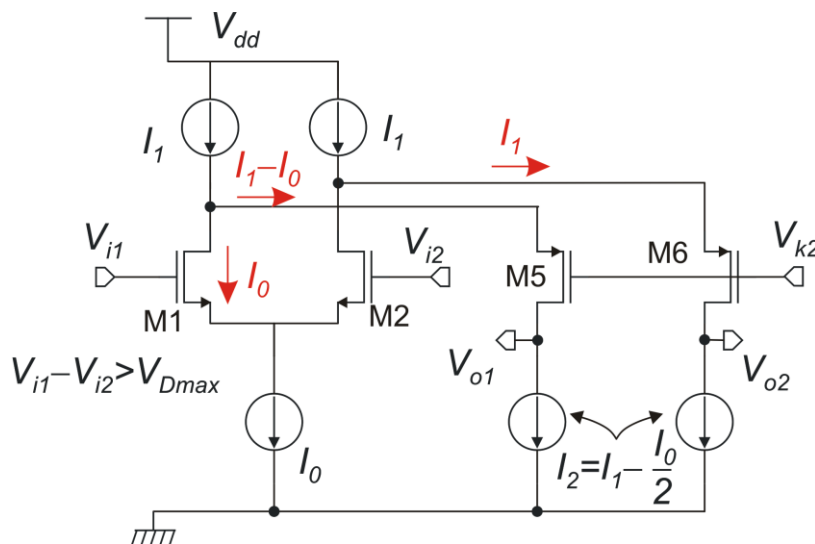 V_dd
I_1
I_1
I_1
I_1–I_0
V_i1
V_i2
V_k2
I_0
M1
M2
M5
M6
V_i1–V_i2>V_Dmax
V_o1
V_o2
I_0
I_2=I_1– I_0/2